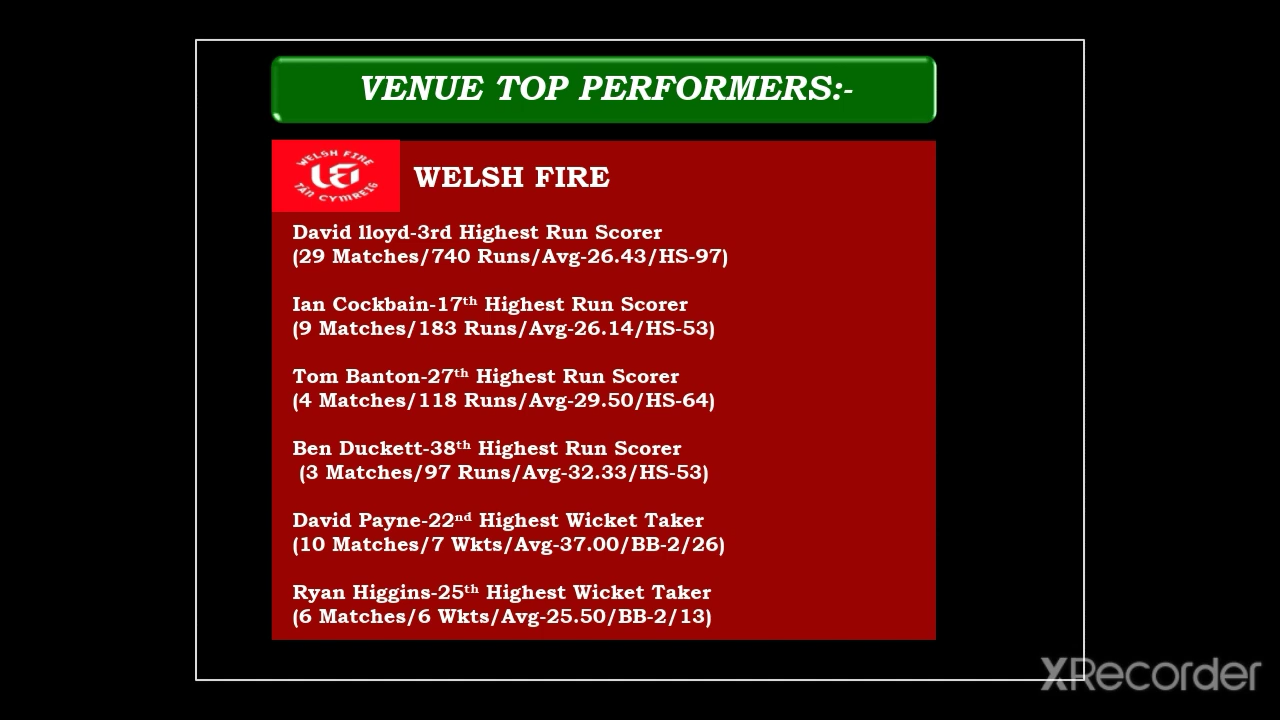 VENUE TOP PERFORMERS:-
WELSH FIRE
TÂN CYMREIG
WELSH FIRE
David lloyd-3rd Highest Run Scorer
(29 Matches/740 Runs/Avg-26.43/HS-97)
Ian Cockbain-17th Highest Run Scorer
(9 Matches/183 Runs/Avg-26.14/HS-53)
Tom Banton-27th Highest Run Scorer
(4 Matches/118 Runs/Avg-29.50/HS-64)
Ben Duckett-38th Highest Run Scorer
(3 Matches/97 Runs/Avg-32.33/HS-53)
David Payne-22nd Highest Wicket Taker
(10 Matches/7 Wkts/Avg-37.00/BB-2/26)
Ryan Higgins-25th Highest Wicket Taker
(6 Matches/6 Wkts/Avg-25.50/BB-2/13)
XRecorder